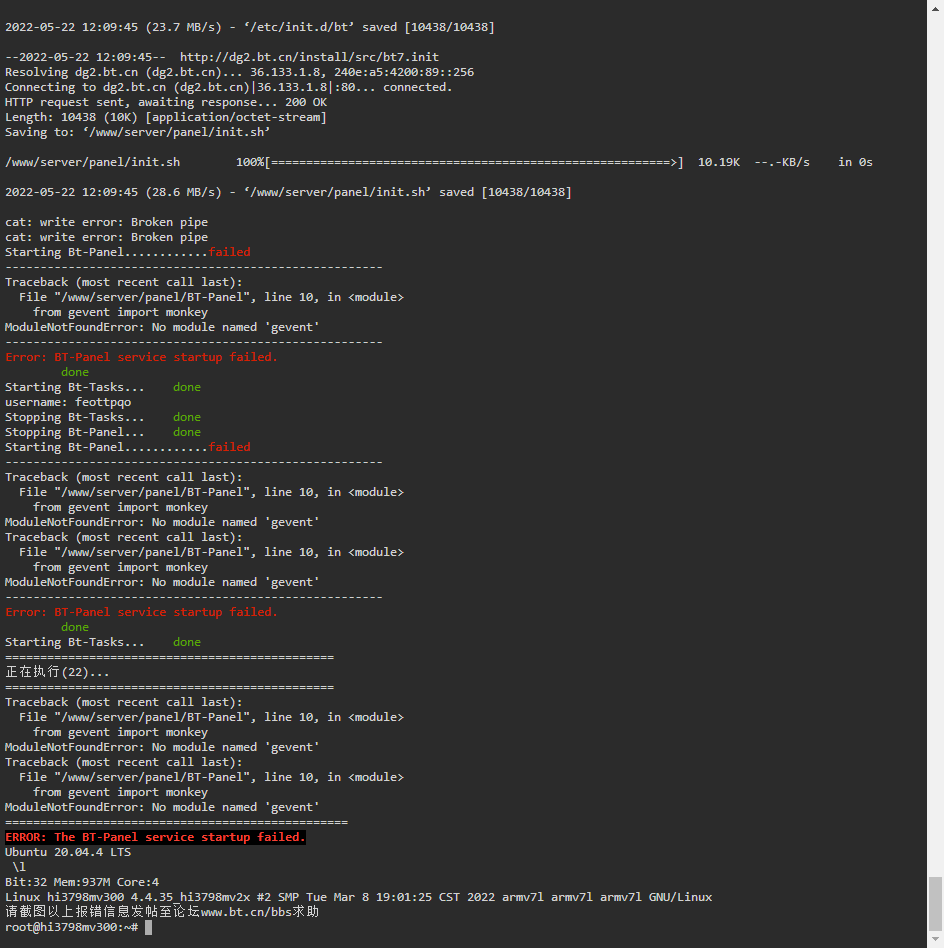 2022-05-22 12:09:45 (23.7 MB/s) - ‘/etc/init.d/bt’ saved [10438/10438]
--2022-05-22 12:09:45--  http://dg2.bt.cn/install/src/bt7.init
Resolving dg2.bt.cn (dg2.bt.cn)... 36.133.1.8, 240e:a5:4200:89::256
Connecting to dg2.bt.cn (dg2.bt.cn)|36.133.1.8|:80... connected.
HTTP request sent, awaiting response... 200 OK
Length: 10438 (10K) [application/octet-stream]
Saving to: ‘/www/server/panel/init.sh’
/www/server/panel/init.sh        100%[=========================================================>]  10.19K  --.-KB/s    in 0s
2022-05-22 12:09:45 (28.6 MB/s) - ‘/www/server/panel/init.sh’ saved [10438/10438]
cat: write error: Broken pipe
cat: write error: Broken pipe
Starting Bt-Panel............failed
------------------------------------------------------
Traceback (most recent call last):
  File "/www/server/panel/BT-Panel", line 10, in <module>
    from gevent import monkey
ModuleNotFoundError: No module named 'gevent'
------------------------------------------------------
Error: BT-Panel service startup failed.
        done
Starting Bt-Tasks...    done
username: feottpqo
Stopping Bt-Tasks...    done
Stopping Bt-Panel...    done
Starting Bt-Panel............failed
------------------------------------------------------
Traceback (most recent call last):
  File "/www/server/panel/BT-Panel", line 10, in <module>
    from gevent import monkey
ModuleNotFoundError: No module named 'gevent'
Traceback (most recent call last):
  File "/www/server/panel/BT-Panel", line 10, in <module>
    from gevent import monkey
ModuleNotFoundError: No module named 'gevent'
------------------------------------------------------
Error: BT-Panel service startup failed.
        done
Starting Bt-Tasks...    done
===============================================
正在执行(22)...
===============================================
Traceback (most recent call last):
  File "/www/server/panel/BT-Panel", line 10, in <module>
    from gevent import monkey
ModuleNotFoundError: No module named 'gevent'
Traceback (most recent call last):
  File "/www/server/panel/BT-Panel", line 10, in <module>
    from gevent import monkey
ModuleNotFoundError: No module named 'gevent'
=================================================
ERROR: The BT-Panel service startup failed.
Ubuntu 20.04.4 LTS
 \l
Bit:32 Mem:937M Core:4
Linux hi3798mv300 4.4.35_hi3798mv2x #2 SMP Tue Mar 8 19:01:25 CST 2022 armv7l armv7l armv7l GNU/Linux
请截图以上报错信息发帖至论坛www.bt.cn/bbs求助
root@hi3798mv300:~#